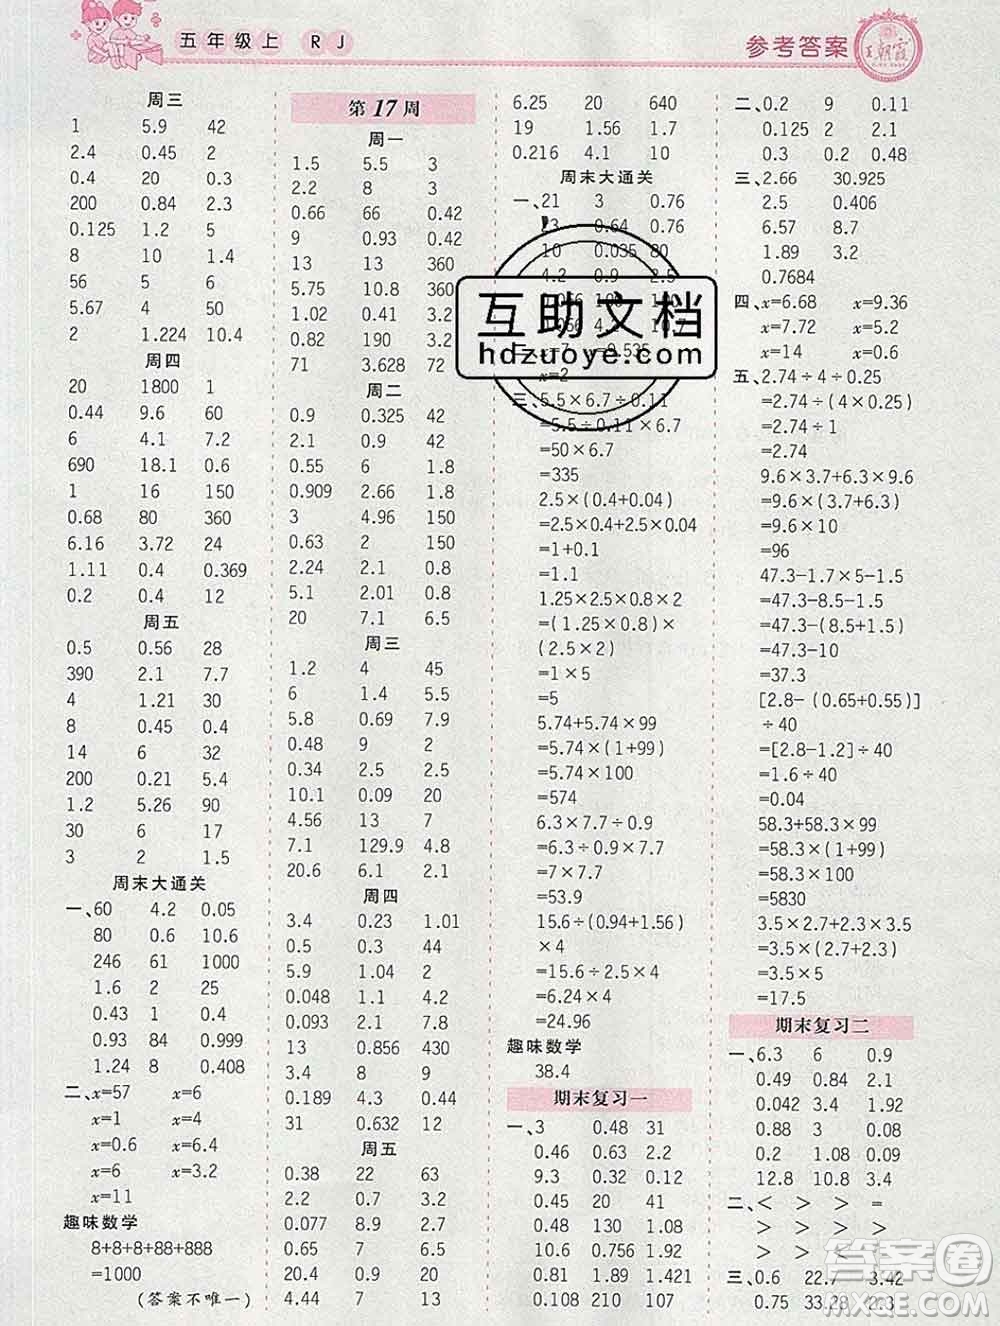 五年级上 RJ
参考答案
王朝霞
周三
1 5.9 42
2.4 0.45 2
0.4 20 0.3
200 0.84 2.3
0.125 1.2 5
8 10 1.4
56 5 6
5.67 4 50
2 1.224 10.4
周四
20 1800 1
0.44 9.6 60
6 4.1 7.2
690 18.1 0.6
1 16 150
0.68 80 360
6.16 3.72 24
1.11 0.4 0.369
0.2 0.4 12
周五
0.5 0.56 28
390 2.1 7.7
4 1.21 30
8 0.45 0.4
14 6 32
200 0.21 5.4
1.2 5.26 90
30 6 17
3 2 1.5
周末大通关
一、60 4.2 0.05
80 0.6 10.6
246 61 1000
1.6 2 25
0.43 1 0.4
0.93 84 0.999
1.24 8 0.408
二、x=57 x=6
x=1 x=4
x=0.6 x=6.4
x=6 x=3.2
x=11
趣味数学
8+8+8+88+888
=1000
(答案不唯一)
第17周
周一
1.5 5.5 3
2.2 8 3
0.66 66 0.42
9 0.93 0.42
13 13 360
5.75 10.8 360
1.02 0.41 7
0.82 190 3
71 3.628 72
周二
0.9 0.325 42
2.1 0.9 42
0.55 6 1.8
0.909 2.66 1.8
3 4.96 150
0.63 2 150
2.24 2.1 1
0.55 2.01 8
20 7.1 6.5
周三
1.2 4 45
6 1.4 5.5
5.8 0.69 7.9
0.48 9 2
0.34 2.5 2
10.1 0.09 20
4.56 13 7
7.1 129.9 4.8
20.6 6.1 2
周四
3.4 0.23 1.01
0.5 0.3 44
5.9 1.04 2
0.048 51 10
3 16 1
13 0.856 430
3.4 8 9
0.189 4.3 0.44
31 0.632 12
周五
0.38 22 63
2.2 0.7 3.2
0.077 8.9 2.7
0.65 7 2
20.4 0.9 0.4
4.44 7 13
6.25 20 640
19 1.56 1.7
0.216 4.1 10
周末大通关
一、21 3 0.76
0.64 0.76
10 0.035 80
4.2 0.9 2.5
x=7 x=9.535
x=2
三、5.5×6.7÷0.11
=5.5÷0.11×6.7
=50×6.7
=335
2.5×(0.4+0.04)
=2.5×0.4+2.5×0.04
=1+0.1
=1.1
1.25×2.5×0.8×2
=(1.25×0.8)×
(2.5×2)
=1×5
=5
5.74+5.74×99
=5.74×(1+99)
=5.74×100
=574
6.3×7.7÷0.9
=6.3÷0.9×7.7
=7×7.7
=53.9
15.6÷(0.94+1.56)
×4
=15.6÷2.5×4
=6.24×4
=24.96
趣味数学
38.4
期末复习一
一、3 0.48 31
0.46 0.63 2.2
9.3 0.32 0.12
0.45 20 41
0.48 130 1.08
10.6 0.756 1.92
0.81 1.89 1.421
0.108 210 107
二、0.2 9 0.11
0.125 2 2.1
0.3 0.2 0.48
三、2.66 30.925
2.5 0.406
6.57 8.7
1.89 3.2
0.7684
四、x=6.68 x=9.36
x=7.72 x=5.2
x=14 x=0.6
五、2.74÷4÷0.25
=2.74÷(4×0.25)
=2.74÷1
=2.74
9.6×3.7+6.3×9.6
=9.6×(3.7+6.3)
=9.6×10
=96
47.3-1.7×5-1.5
=47.3-8.5-1.5
=47.3-(8.5+1.5)
=47.3-10
=37.3
[2.8-(0.65+0.55)]
÷40
=[2.8-1.2]÷40
=1.6÷40
=0.04
58.3+58.3×99
=58.3×(1+99)
=58.3×100
=5830
3.5×2.7+2.3×3.5
=3.5×(2.7+2.3)
=3.5×5
=17.5
期末复习二
一、6.3 6 0.9
0.49 0.84 2.1
0.042 3.4 1.92
0.88 3 0.4
0.2 1.08 0.09
12.8 10.8 3.4
二、< > > =
> > > >
> < < <
三、0.6 22.7 3.42
0.75 33.28 2.3
互助文档
hdzuoye.com
答案圈
MXQE.COM